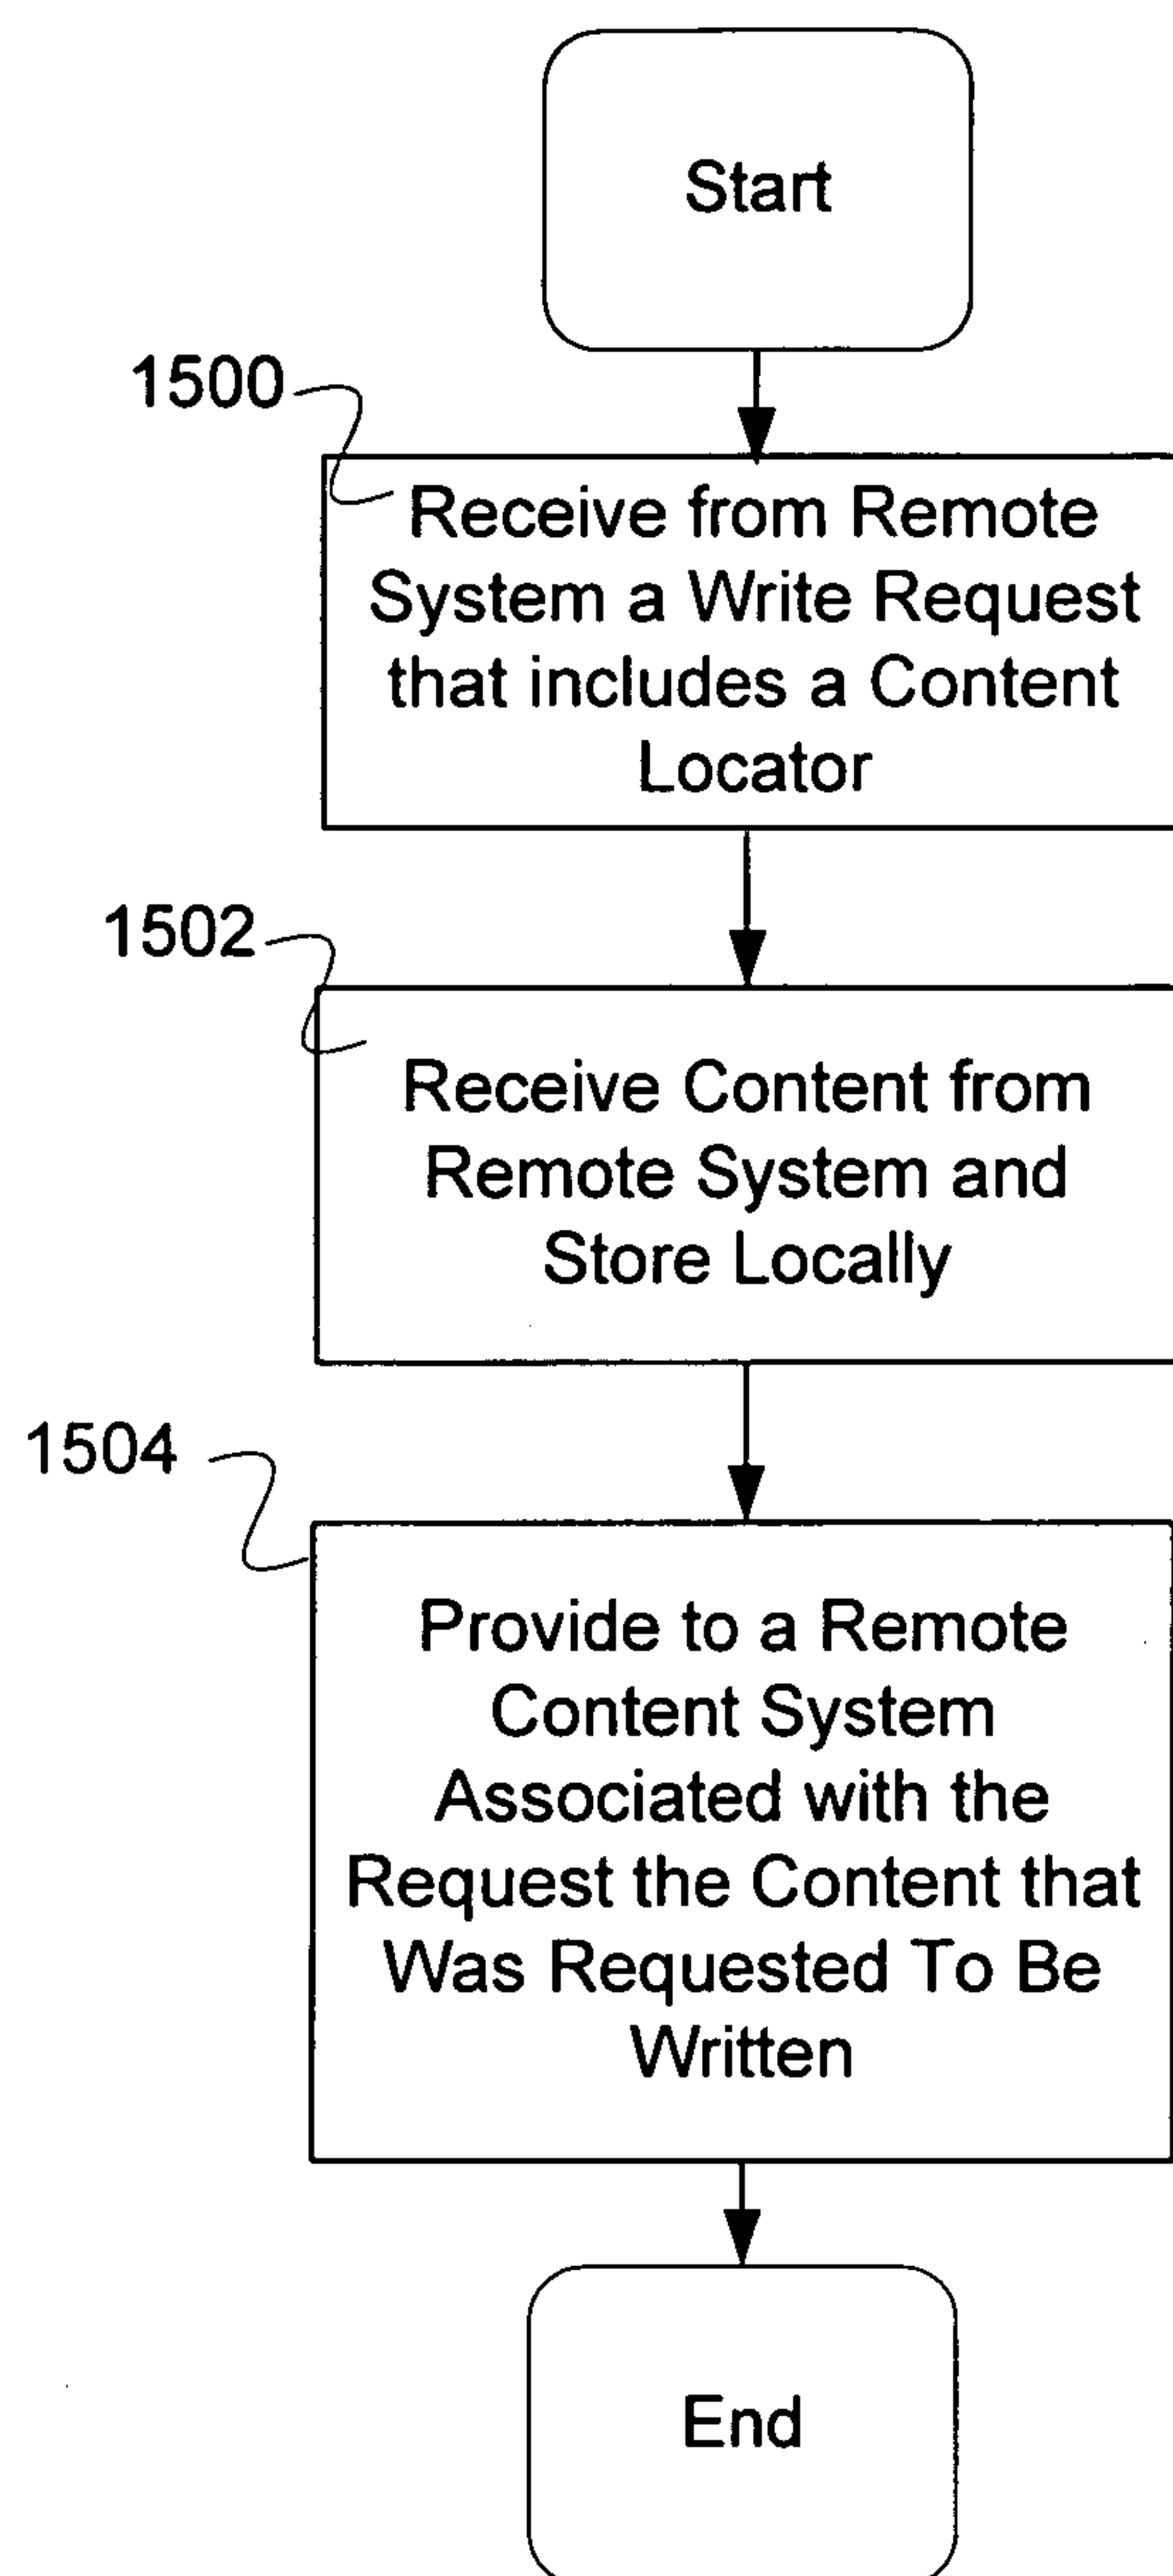 Start
1500
Receive from Remote
System a Write Request
that includes a Content
Locator
1502
Receive Content from
Remote System and
Store Locally
1504
Provide to a Remote
Content System
Associated with the
Request the Content that
Was Requested To Be
Written
End